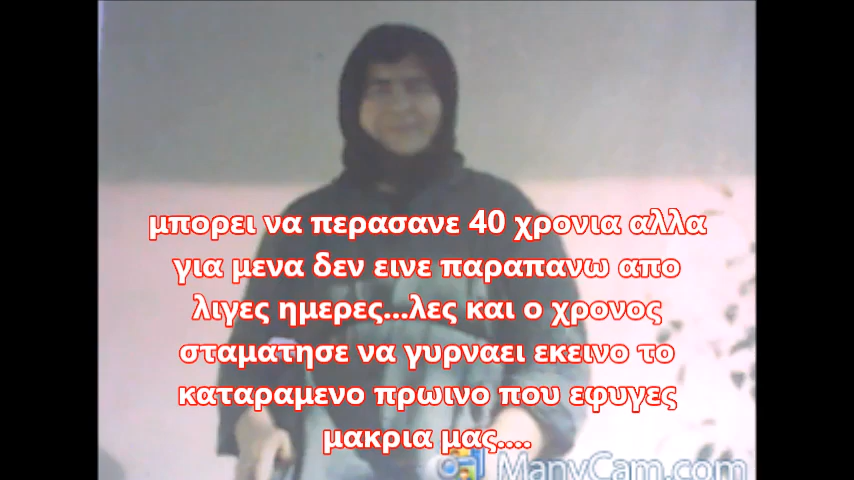 μπορει να περασανε 40 χρονια αλλα
για μενα δεν εινε παραπανω απο
λιγες ημερες...λες και ο χρονος
σταματησε να γυρναει εκεινο το
καταραμενο πρωινο που εφυγες
μακρια μας....
ManyCam.com